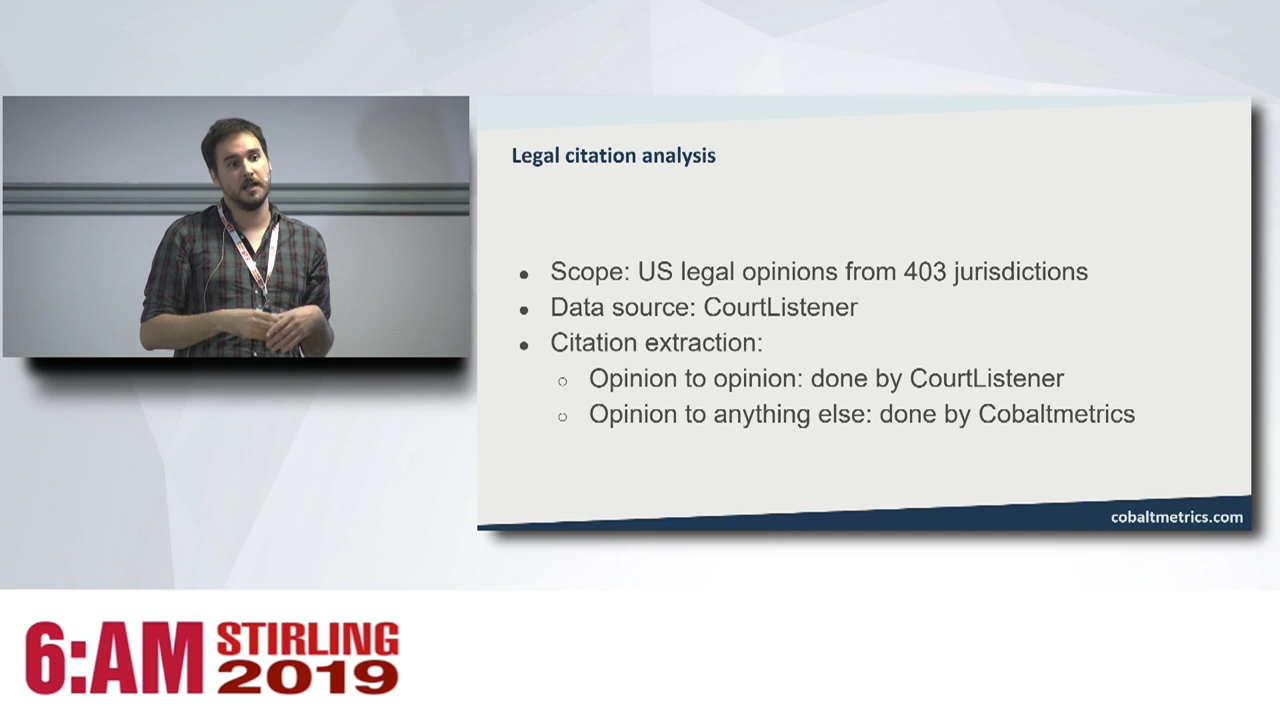 Legal citation analysis
● Scope: US legal opinions from 403 jurisdictions
● Data source: CourtListener
● Citation extraction:
○ Opinion to opinion: done by CourtListener
○ Opinion to anything else: done by Cobaltmetrics
cobaltmetrics.com
6:AM STIRLING
2019